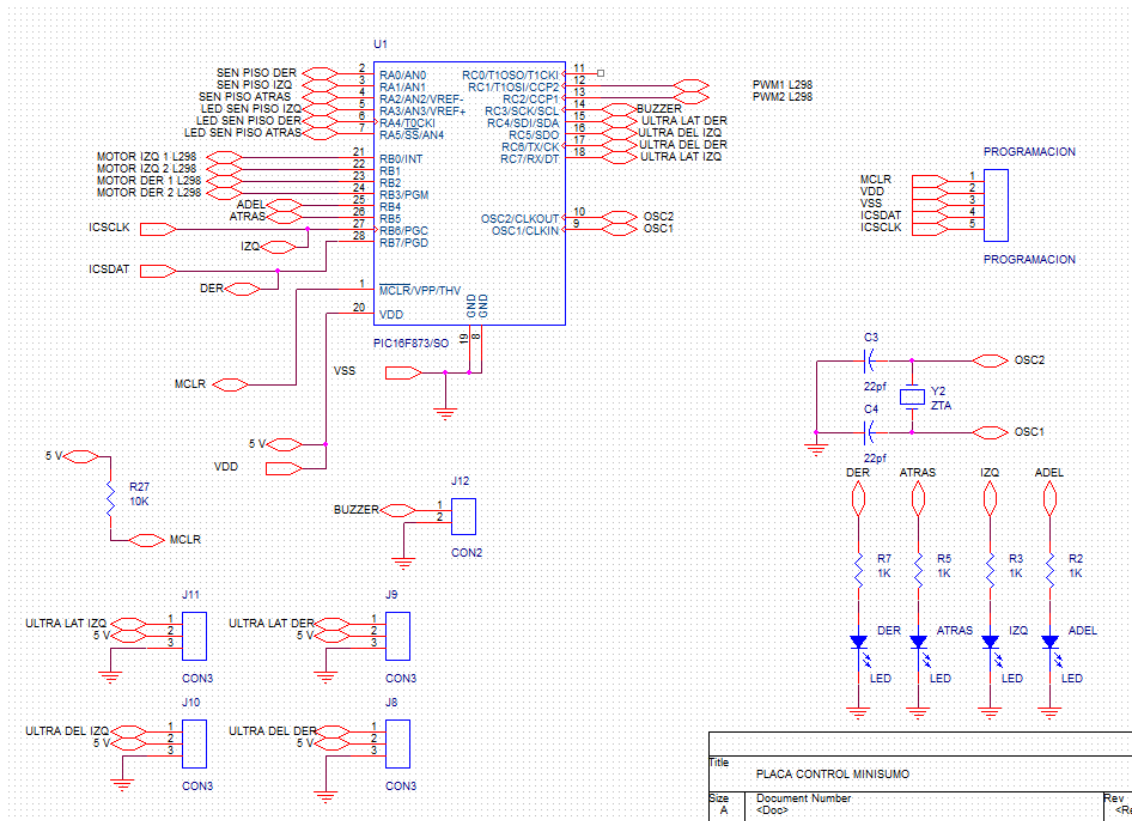 U1
SEN PISO DER
SEN PISO IZQ
SEN PISO ATRAS
LED SEN PISO IZQ
LED SEN PISO DER
LED SEN PISO ATRAS
2
3
4
5
6
7
RA0/AN0
RA1/AN1
RA2/AN2/VREF-
RA3/AN3/VREF+
RA4/T0CKI
RA5/SS/AN4
MOTOR IZQ 1 L298
MOTOR IZQ 2 L298
MOTOR DER 1 L298
MOTOR DER 2 L298
ADEL
ATRAS
ICSCLK
IZQ
ICSDAT
DER
21
22
23
24
25
26
27
28
RB0/INT
RB1
RB2
RB3/PGM
RB4
RB5
RB6/PGC
RB7/PGD
1
MCLR/VPP/THV
20
VDD
GND
GND
19
8
PIC16F873/SO
RC0/T1OSO/T1CKI
RC1/T1OSI/CCP2
RC2/CCP1
RC3/SCK/SCL
RC4/SDI/SDA
RC5/SDO
RC6/TX/CK
RC7/RX/DT
11
12
13
14
15
16
17
18
PWM1 L298
PWM2 L298
BUZZER
ULTRA LAT DER
ULTRA DEL IZQ
ULTRA DEL DER
ULTRA LAT IZQ
OSC2/CLKOUT
OSC1/CLKIN
10
9
OSC2
OSC1
PROGRAMACION
MCLR
VDD
VSS
ICSDAT
ICSCLK
1
2
3
4
5
PROGRAMACION
MCLR
VSS
5 V
VDD
5 V
R27
10K
MCLR
J12
BUZZER
1
2
CON2
C3
22pf
C4
22pf
Y2
ZTA
OSC2
OSC1
DER
ATRAS
IZQ
ADEL
R7
1K
R5
1K
R3
1K
R2
1K
DER
ATRAS
IZQ
ADEL
LED
LED
LED
LED
J11
ULTRA LAT IZQ
5 V
1
2
3
CON3
J9
ULTRA LAT DER
5 V
1
2
3
CON3
J10
ULTRA DEL IZQ
5 V
1
2
3
CON3
J8
ULTRA DEL DER
5 V
1
2
3
CON3
Title
PLACA CONTROL MINISUMO
Size
A
Document Number
<Doc>
Rev